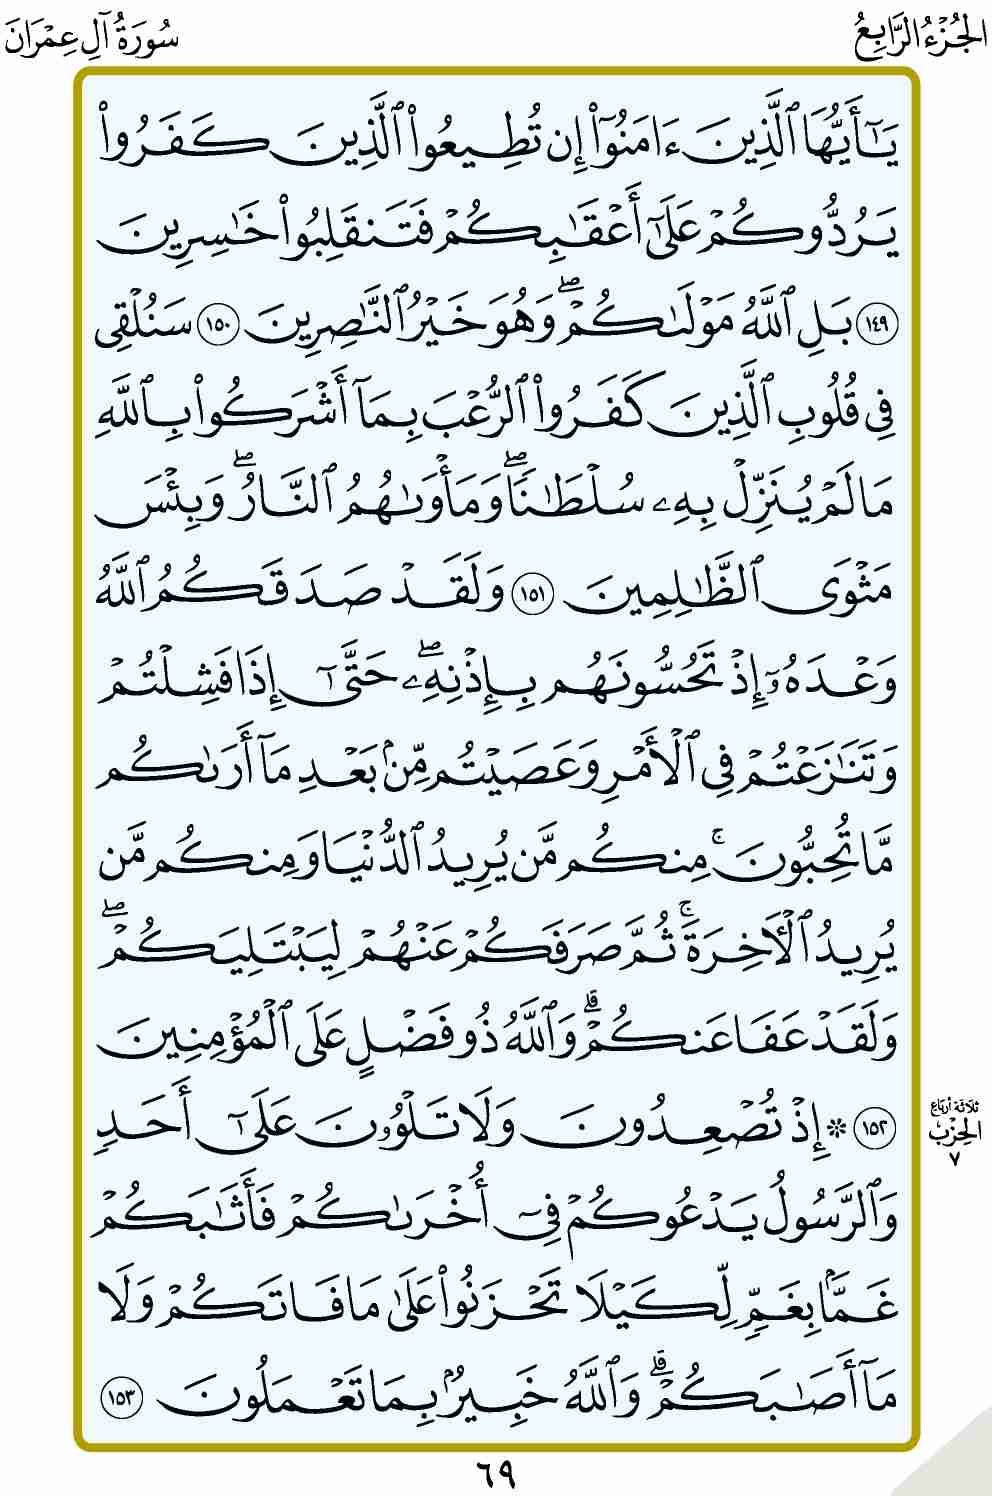 الجُزْءُ الرَّابِعُ
سُورَةُ آلِ عِمْرَانَ
يَٰٓأَيُّهَا ٱلَّذِينَ ءَامَنُوٓا۟ إِن تُطِيعُوا۟ ٱلَّذِينَ كَفَرُوا۟
يَرُدُّوكُمْ عَلَىٰٓ أَعْقَٰبِكُمْ فَتَنقَلِبُوا۟ خَٰسِرِينَ
١٤٩ بَلِ ٱللَّهُ مَوْلَىٰكُمْ ۖ وَهُوَ خَيْرُ ٱلنَّٰصِرِينَ ١٥٠ سَنُلْقِى
فِى قُلُوبِ ٱلَّذِينَ كَفَرُوا۟ ٱلرُّعْبَ بِمَآ أَشْرَكُوا۟ بِٱللَّهِ
مَا لَمْ يُنَزِّلْ بِهِۦ سُلْطَٰنًا ۖ وَمَأْوَىٰهُمُ ٱلنَّارُ ۖ وَبِئْسَ
مَثْوَى ٱلظَّٰلِمِينَ ١٥١ وَلَقَدْ صَدَقَكُمُ ٱللَّهُ
وَعْدَهُۥٓ إِذْ تَحُسُّونَهُم بِإِذْنِهِۦ ۖ حَتَّىٰٓ إِذَا فَشِلْتُمْ
وَتَنَٰزَعْتُمْ فِى ٱلْأَمْرِ وَعَصَيْتُم مِّنۢ بَعْدِ مَآ أَرَىٰكُم
مَّا تُحِبُّونَ ۚ مِنكُم مَّن يُرِيدُ ٱلدُّنْيَا وَمِنكُم مَّن
يُرِيدُ ٱلْـَٔاخِرَةَ ۚ ثُمَّ صَرَفَكُمْ عَنْهُمْ لِيَبْتَلِيَكُمْ ۖ
وَلَقَدْ عَفَا عَنكُمْ ۗ وَٱللَّهُ ذُو فَضْلٍ عَلَى ٱلْمُؤْمِنِينَ
١٥٢ ❊ إِذْ تُصْعِدُونَ وَلَا تَلْوُۥنَ عَلَىٰٓ أَحَدٍ
ثلاثة أرباع
الحِزْب
٧
وَٱلرَّسُولُ يَدْعُوكُمْ فِىٓ أُخْرَىٰكُمْ فَأَثَٰبَكُمْ
غَمًّۢا بِغَمٍّ لِّكَيْلَا تَحْزَنُوا۟ عَلَىٰ مَا فَاتَكُمْ وَلَا
مَآ أَصَٰبَكُمْ ۗ وَٱللَّهُ خَبِيرٌۢ بِمَا تَعْمَلُونَ ١٥٣
٦٩